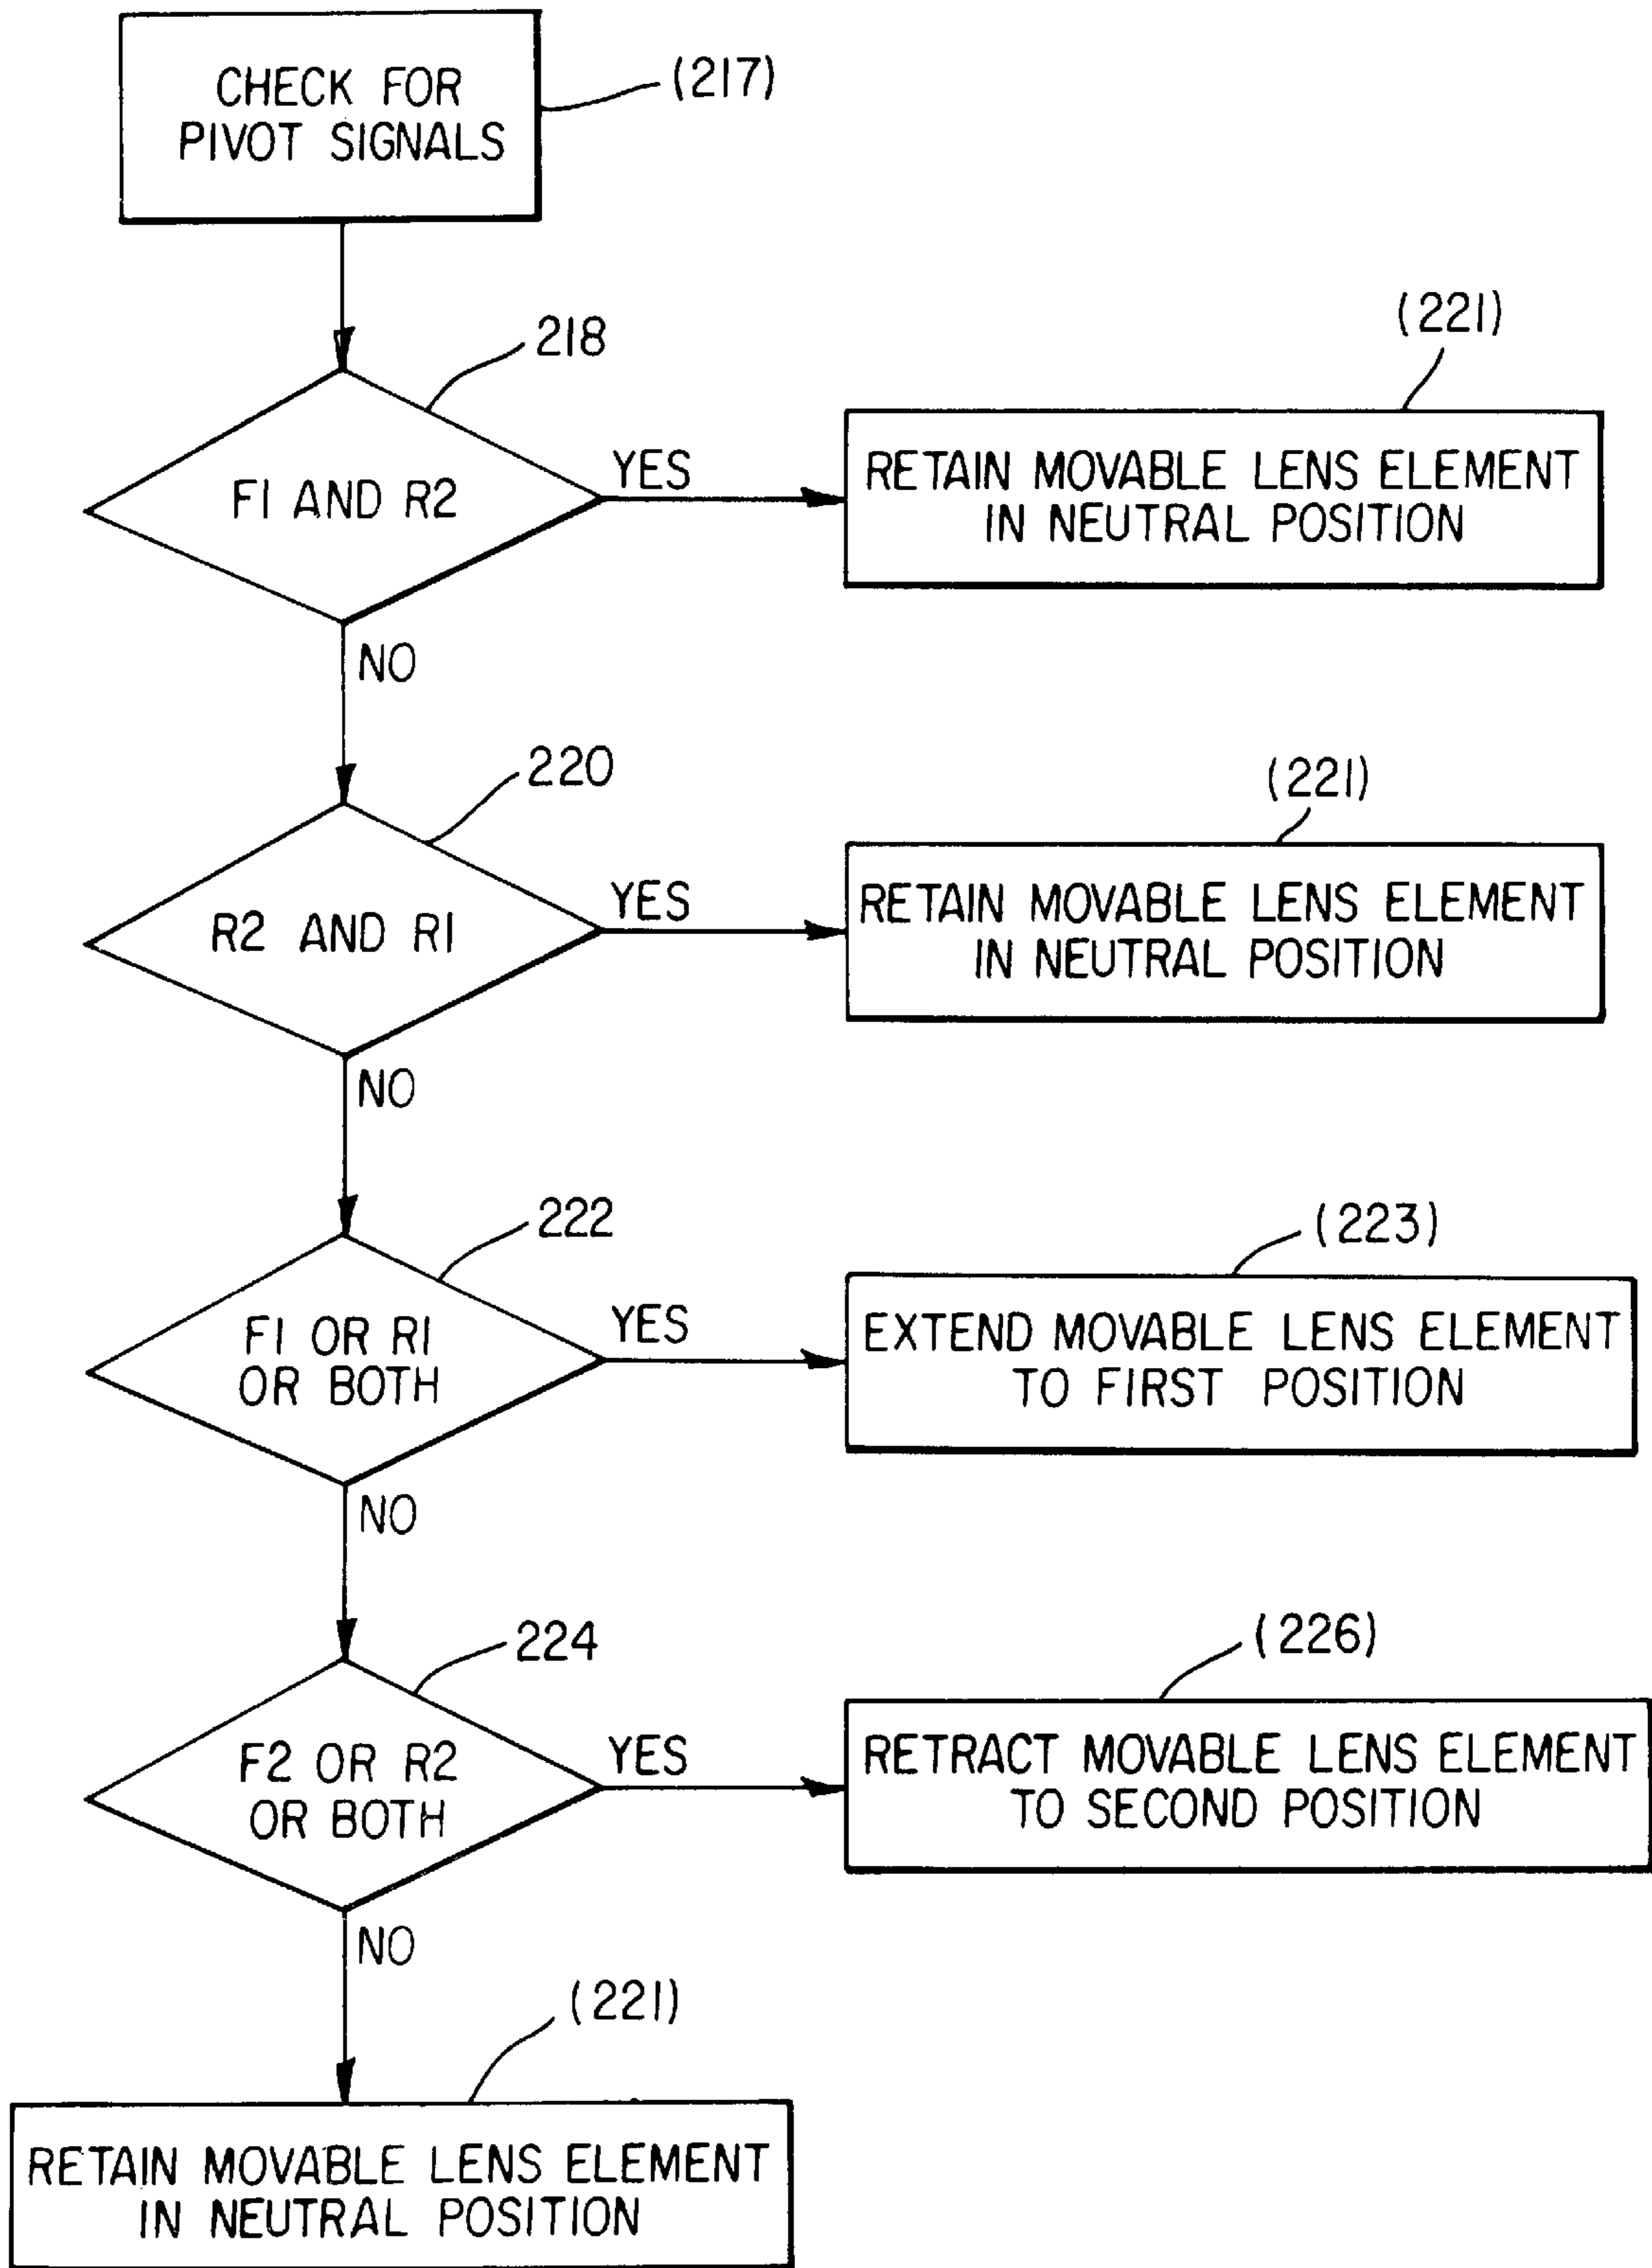 CHECK FOR
PIVOT SIGNALS
(217)
218
F1 AND R2
YES
(221)
RETAIN MOVABLE LENS ELEMENT
IN NEUTRAL POSITION
NO
220
R2 AND R1
YES
(221)
RETAIN MOVABLE LENS ELEMENT
IN NEUTRAL POSITION
NO
222
F1 OR R1
OR BOTH
YES
(223)
EXTEND MOVABLE LENS ELEMENT
TO FIRST POSITION
NO
224
F2 OR R2
OR BOTH
YES
(226)
RETRACT MOVABLE LENS ELEMENT
TO SECOND POSITION
NO
(221)
RETAIN MOVABLE LENS ELEMENT
IN NEUTRAL POSITION